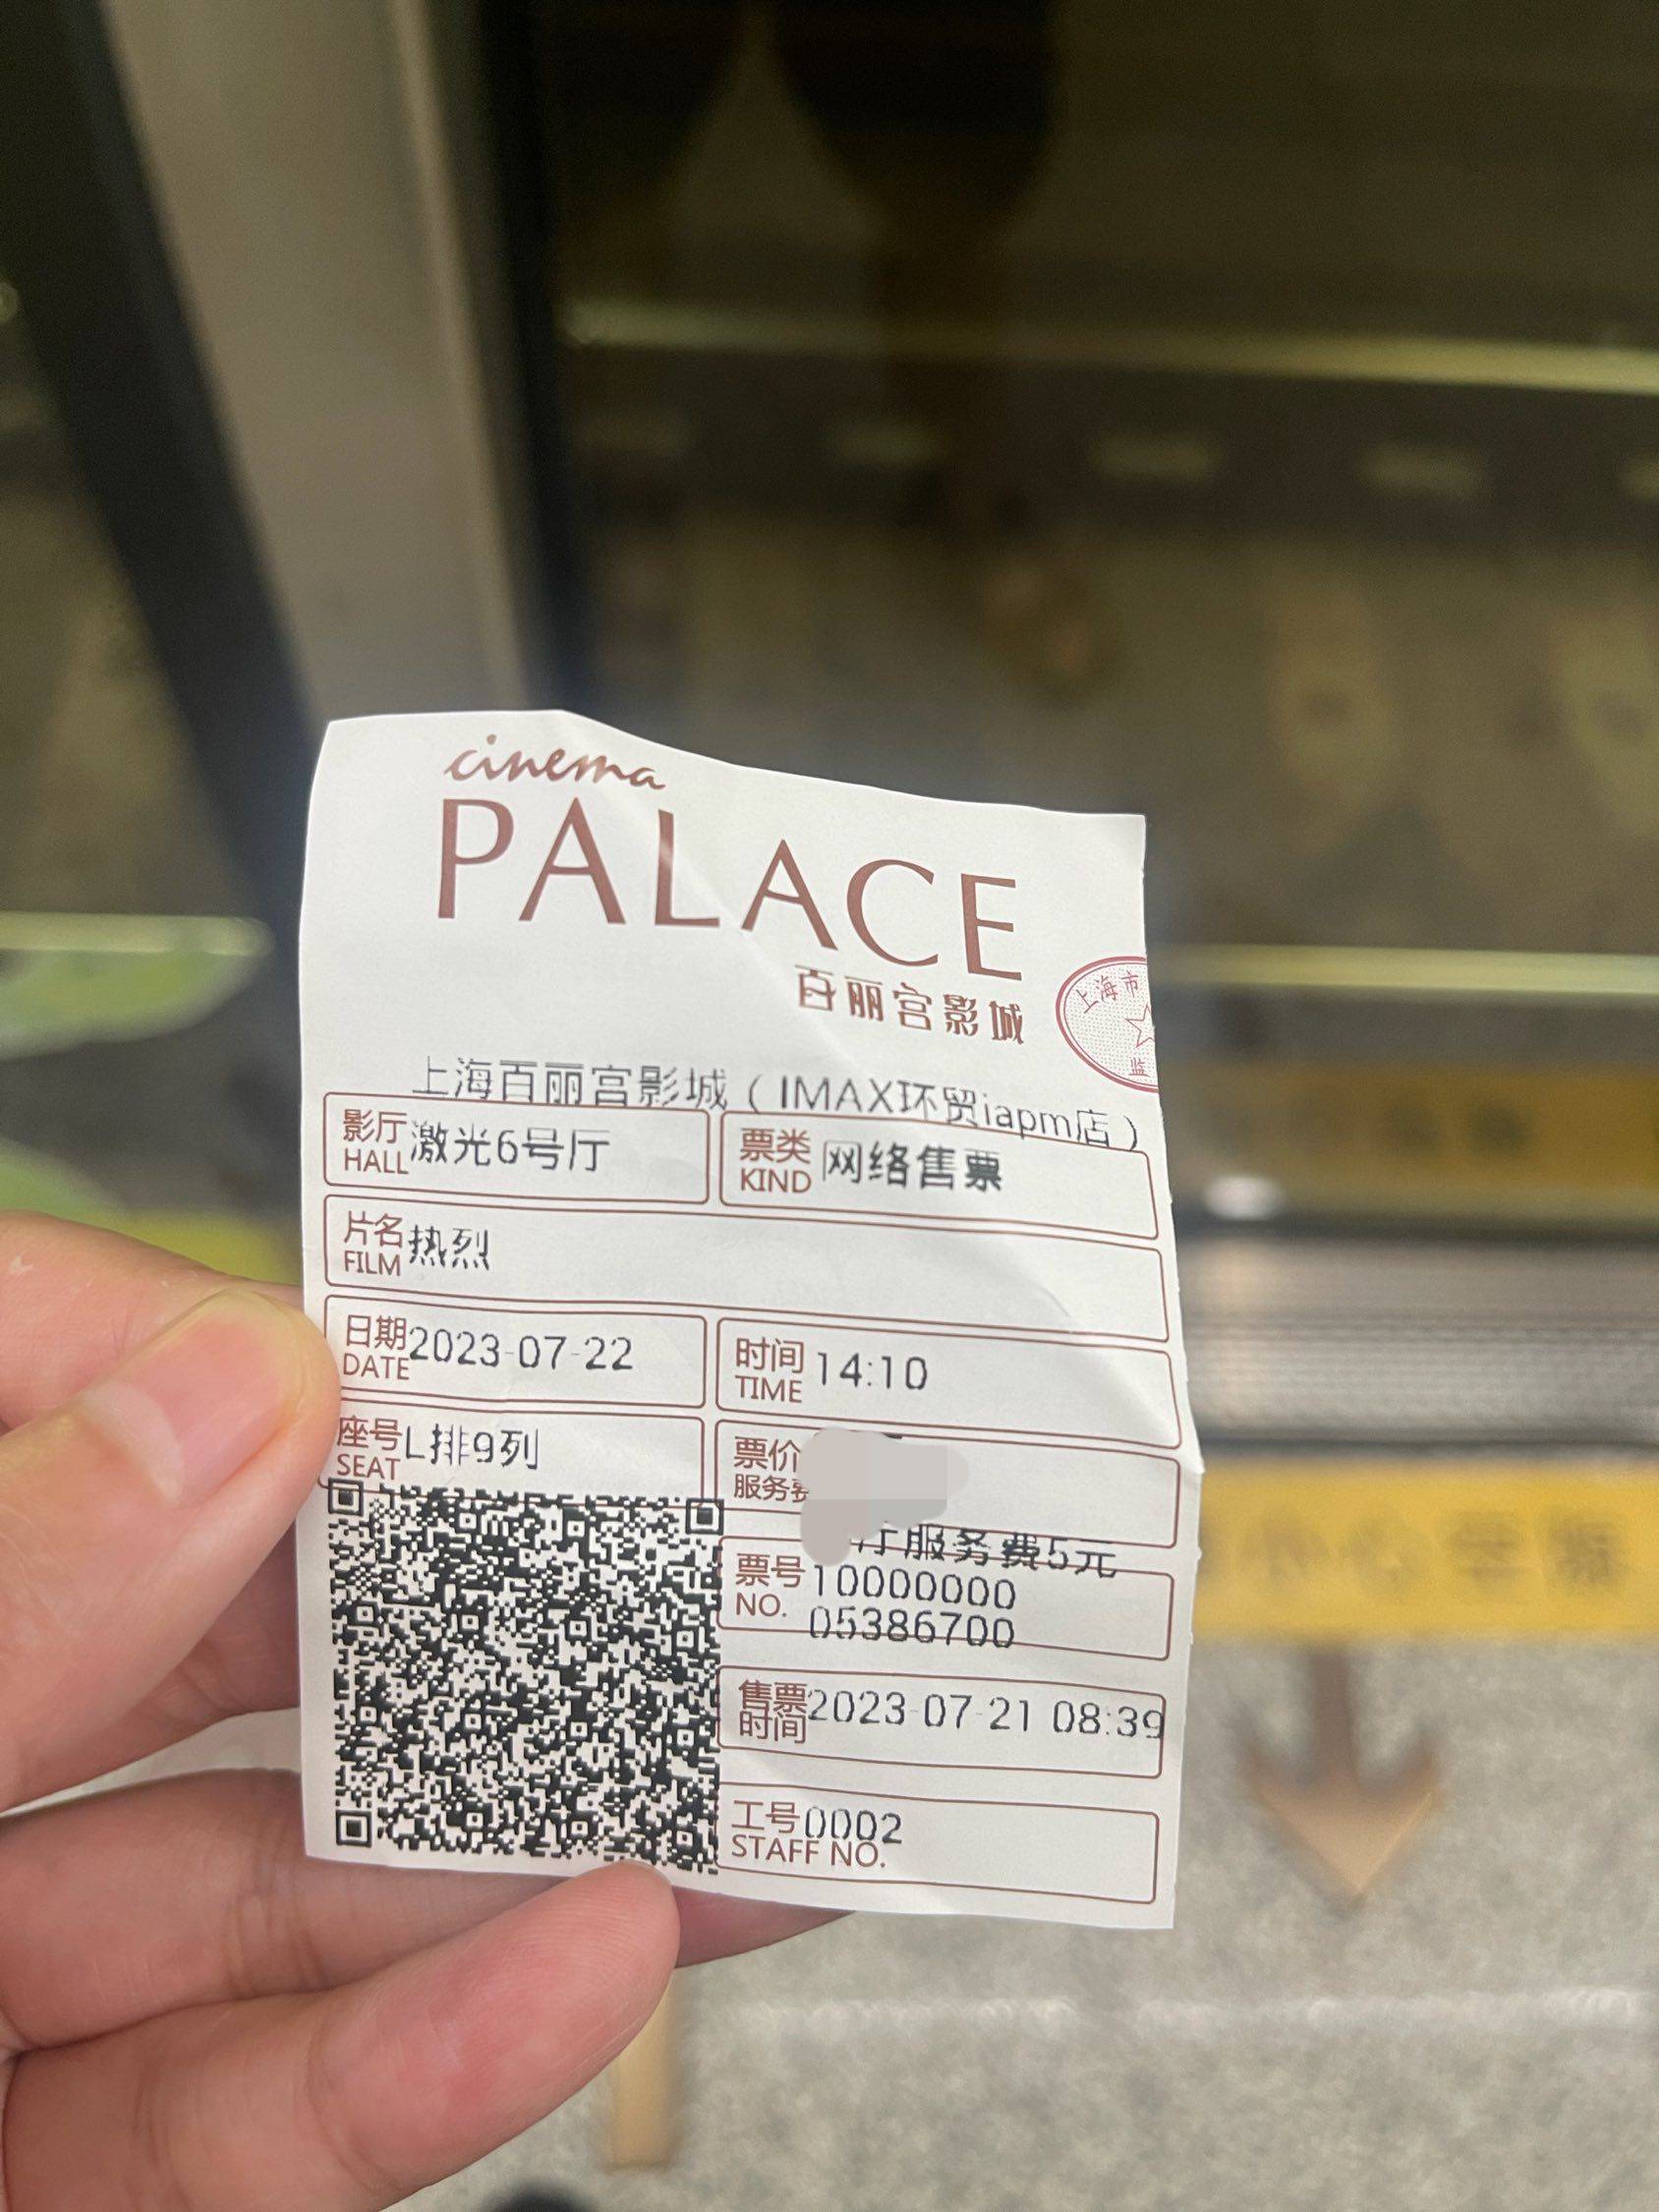 cinema
PALACE
百丽宫影城
上海市
监
上海百丽宫影城（IMAX环贸iapm店）
影厅 HALL 激光6号厅
票类 KIND 网络售票
片名 FILM 热烈
日期 DATE 2023-07-22
时间 TIME 14:10
座号 SEAT L排9列
票价
服务费
厅服务费5元
票号 NO. 10000000
05386700
售票时间 2023-07-21 08:39
工号 STAFF NO. 0002